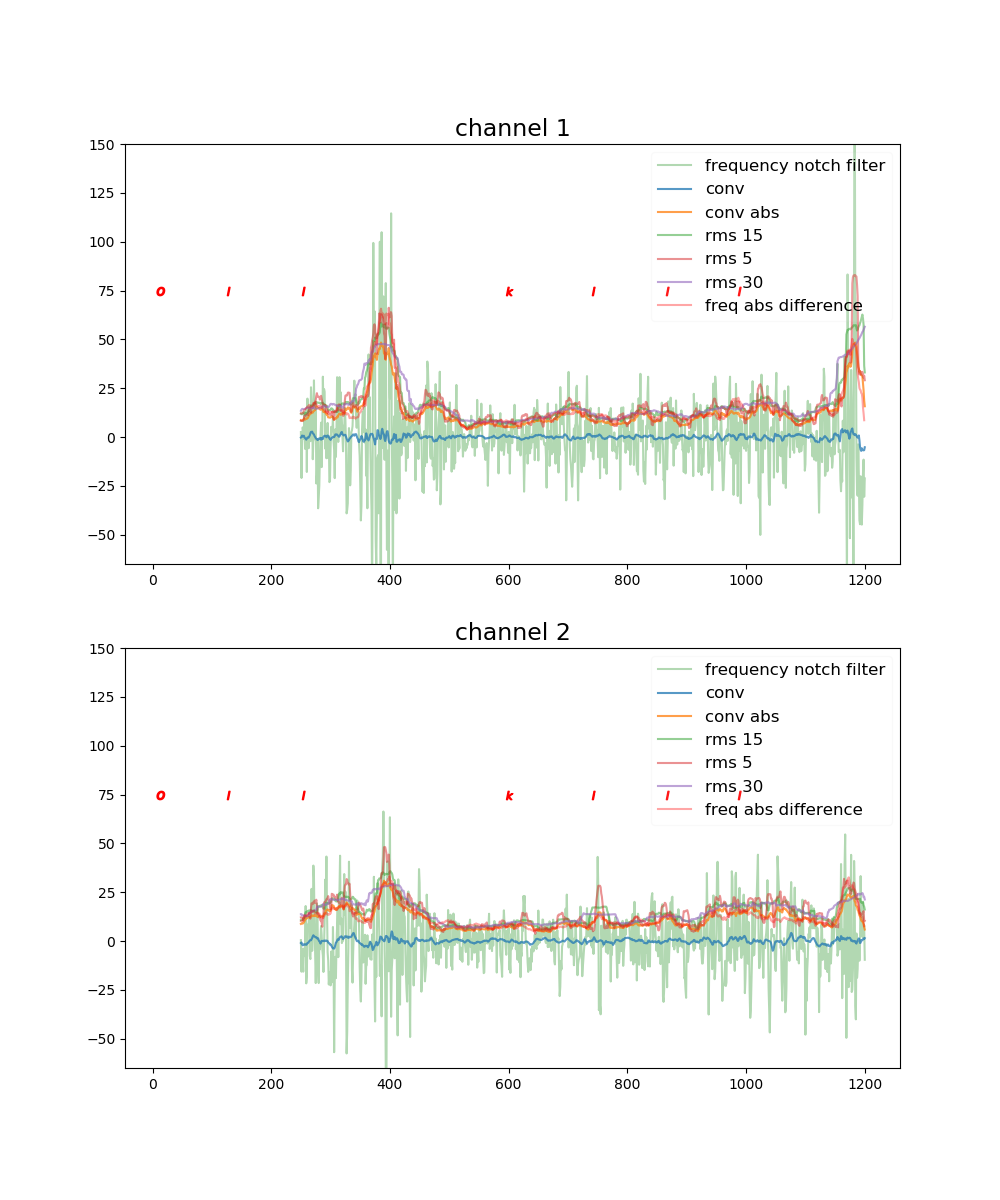 channel 1
150
125
100
75
50
25
0
−25
−50
frequency notch filter
conv
conv abs
rms 15
rms 5
rms 30
freq abs difference
o l l k l l l
0 200 400 600 800 1000 1200
channel 2
150
125
100
75
50
25
0
−25
−50
frequency notch filter
conv
conv abs
rms 15
rms 5
rms 30
freq abs difference
o l l k l l l
0 200 400 600 800 1000 1200